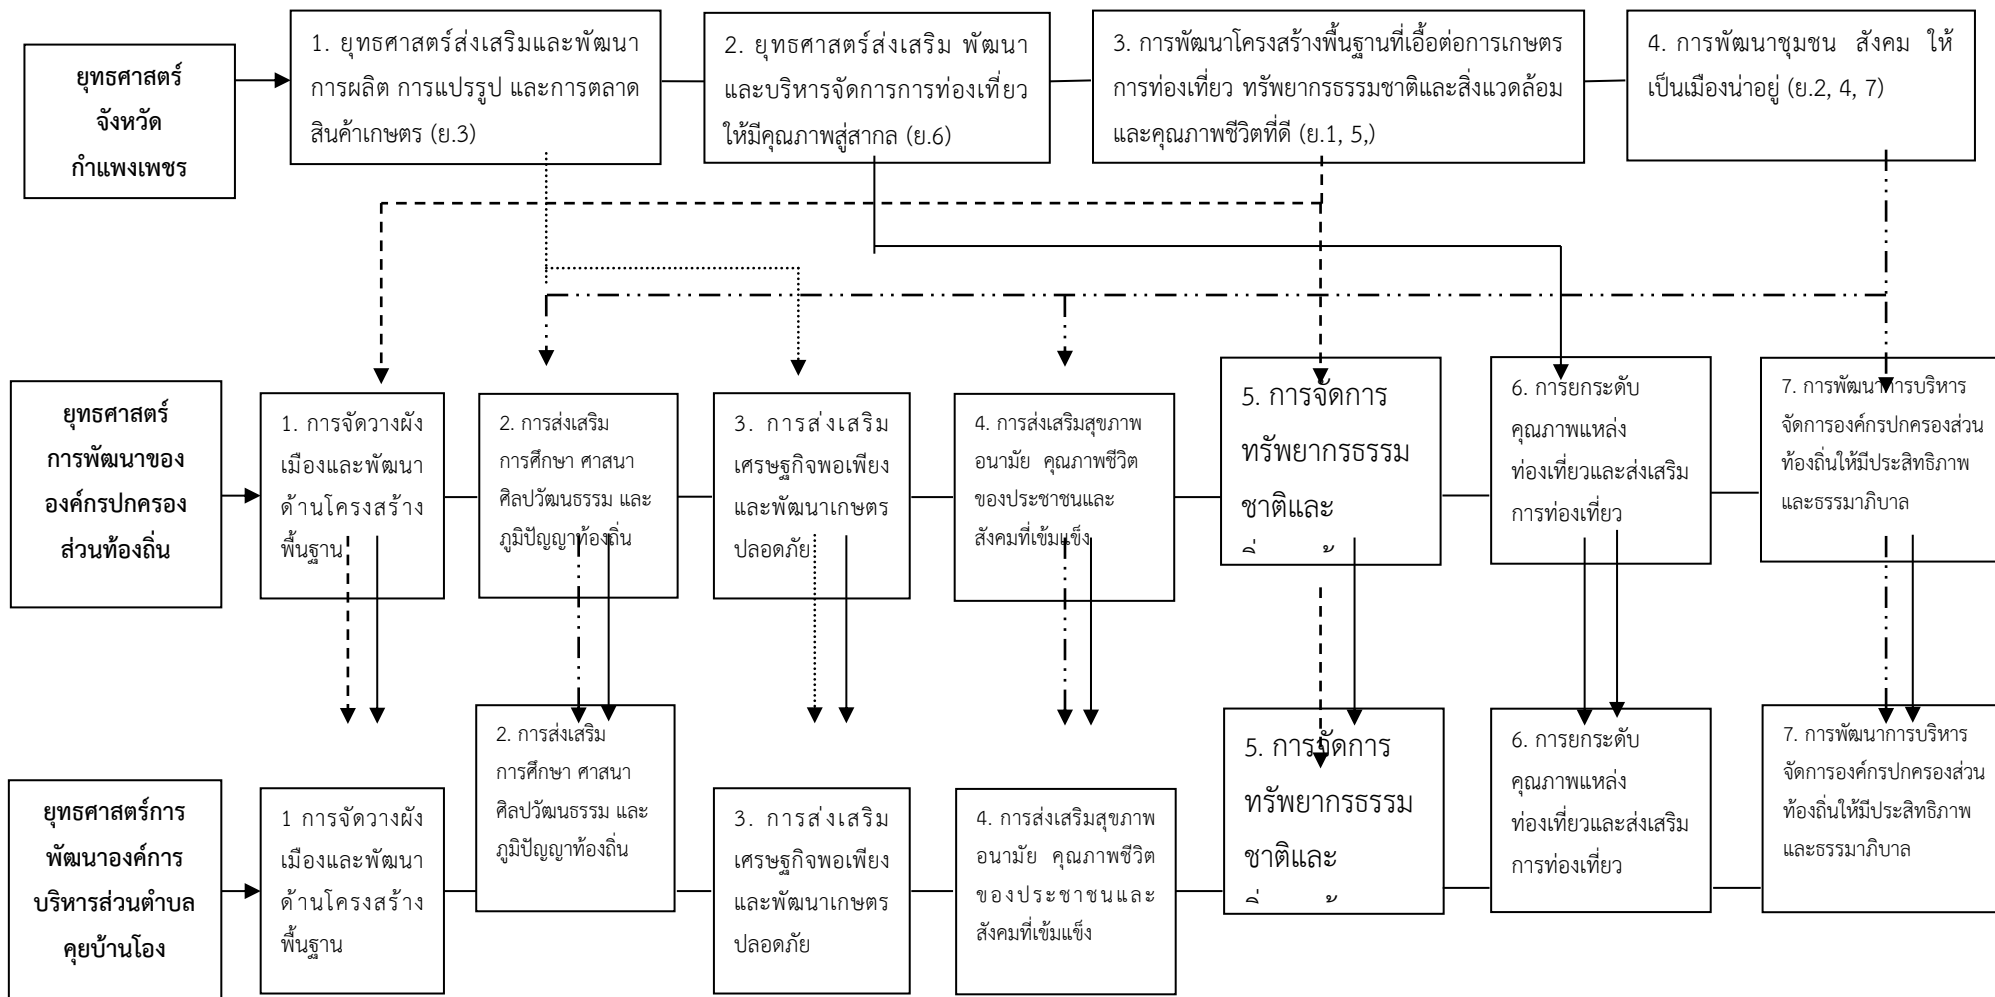 ยุทธศาสตร์
จังหวัด
กำแพงเพชร
1. ยุทธศาสตร์ส่งเสริมและพัฒนา
การผลิต การแปรรูป และการตลาด
สินค้าเกษตร (ย.3)
2. ยุทธศาสตร์ส่งเสริม พัฒนา
และบริหารจัดการการท่องเที่ยว
ให้มีคุณภาพสู่สากล (ย.6)
3. การพัฒนาโครงสร้างพื้นฐานที่เอื้อต่อการเกษตร
การท่องเที่ยว ทรัพยากรธรรมชาติและสิ่งแวดล้อม
และคุณภาพชีวิตที่ดี (ย.1, 5,)
4. การพัฒนาชุมชน สังคม ให้
เป็นเมืองน่าอยู่ (ย.2, 4, 7)
ยุทธศาสตร์
การพัฒนาของ
องค์กรปกครอง
ส่วนท้องถิ่น
1. การจัดวางผัง
เมืองและพัฒนา
ด้านโครงสร้าง
พื้นฐาน
2. การส่งเสริม
การศึกษา ศาสนา
ศิลปวัฒนธรรม และ
ภูมิปัญญาท้องถิ่น
3. การส่งเสริม
เศรษฐกิจพอเพียง
และพัฒนาเกษตร
ปลอดภัย
4. การส่งเสริมสุขภาพ
อนามัย คุณภาพชีวิต
ของประชาชนและ
สังคมที่เข้มแข็ง
5. การจัดการ
ทรัพยากรธรรม
ชาติและ
6. การยกระดับ
คุณภาพแหล่ง
ท่องเที่ยวและส่งเสริม
การท่องเที่ยว
7. การพัฒนาการบริหาร
จัดการองค์กรปกครองส่วน
ท้องถิ่นให้มีประสิทธิภาพ
และธรรมาภิบาล
ยุทธศาสตร์การ
พัฒนาองค์การ
บริหารส่วนตำบล
คุยบ้านโอง
1 การจัดวางผัง
เมืองและพัฒนา
ด้านโครงสร้าง
พื้นฐาน
2. การส่งเสริม
การศึกษา ศาสนา
ศิลปวัฒนธรรม และ
ภูมิปัญญาท้องถิ่น
3. การส่งเสริม
เศรษฐกิจพอเพียง
และพัฒนาเกษตร
ปลอดภัย
4. การส่งเสริมสุขภาพ
อนามัย คุณภาพชีวิต
ของประชาชนและ
สังคมที่เข้มแข็ง
5. การจัดการ
ทรัพยากรธรรม
ชาติและ
6. การยกระดับ
คุณภาพแหล่ง
ท่องเที่ยวและส่งเสริม
การท่องเที่ยว
7. การพัฒนาการบริหาร
จัดการองค์กรปกครองส่วน
ท้องถิ่นให้มีประสิทธิภาพ
และธรรมาภิบาล